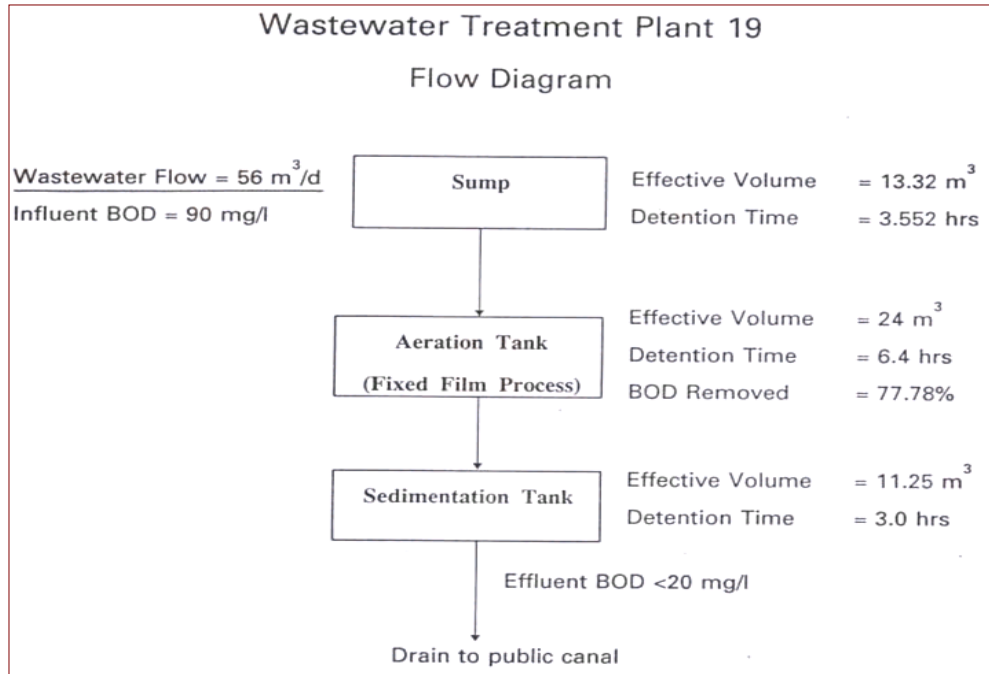 Wastewater Treatment Plant 19
Flow Diagram
Wastewater Flow = 56 m³/d
Influent BOD = 90 mg/l
Sump
Effective Volume = 13.32 m³
Detention Time = 3.552 hrs
Aeration Tank
(Fixed Film Process)
Effective Volume = 24 m³
Detention Time = 6.4 hrs
BOD Removed = 77.78%
Sedimentation Tank
Effective Volume = 11.25 m³
Detention Time = 3.0 hrs
Effluent BOD <20 mg/l
Drain to public canal